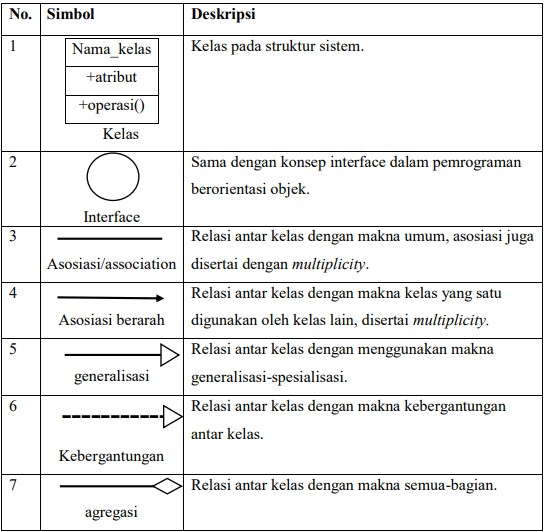 No. Simbol Deskripsi
1 Nama_kelas Kelas pada struktur sistem.
+atribut
+operasi()
Kelas
2 Sama dengan konsep interface dalam pemrograman
berorientasi objek.
Interface
3 Relasi antar kelas dengan makna umum, asosiasi juga
Asosiasi/association disertai dengan multiplicity.
4 Relasi antar kelas dengan makna kelas yang satu
Asosiasi berarah digunakan oleh kelas lain, disertai multiplicity.
5 Relasi antar kelas dengan menggunakan makna
generalisasi generalisasi-spesialisasi.
6 Relasi antar kelas dengan makna kebergantungan
antar kelas.
Kebergantungan
7 Relasi antar kelas dengan makna semua-bagian.
agregasi